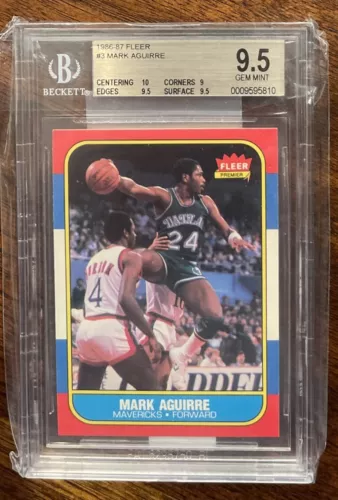 1986-87 FLEER
#3 MARK AGUIRRE
B
BECKETT
CENTERING 10 CORNERS 9
EDGES 9.5 SURFACE 9.5
9.5
GEM MINT
0009595810
FLEER
PREMIER
24
4
MARK AGUIRRE
MAVERICKS • FORWARD